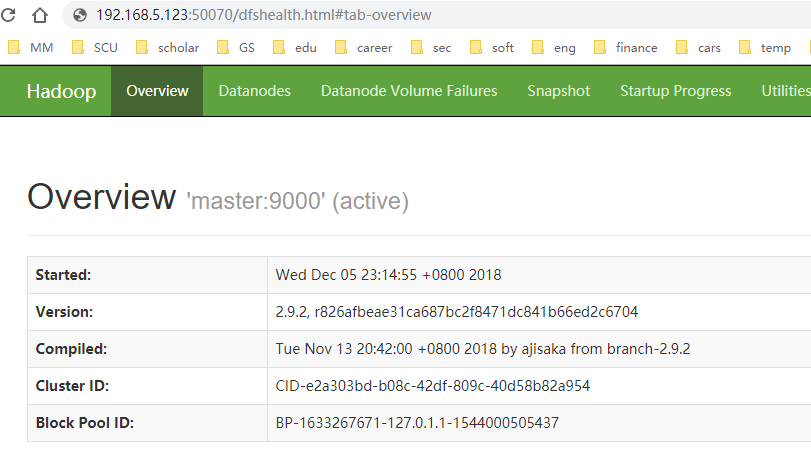 192.168.5.123:50070/dfshealth.html#tab-overview
MM SCU scholar GS edu career sec soft eng finance cars temp
Hadoop Overview Datanodes Datanode Volume Failures Snapshot Startup Progress Utilities
Overview 'master:9000' (active)
Started: Wed Dec 05 23:14:55 +0800 2018
Version: 2.9.2, r826afbeae31ca687bc2f8471dc841b66ed2c6704
Compiled: Tue Nov 13 20:42:00 +0800 2018 by ajisaka from branch-2.9.2
Cluster ID: CID-e2a303bd-b08c-42df-809c-40d58b82a954
Block Pool ID: BP-1633267671-127.0.1.1-1544000505437